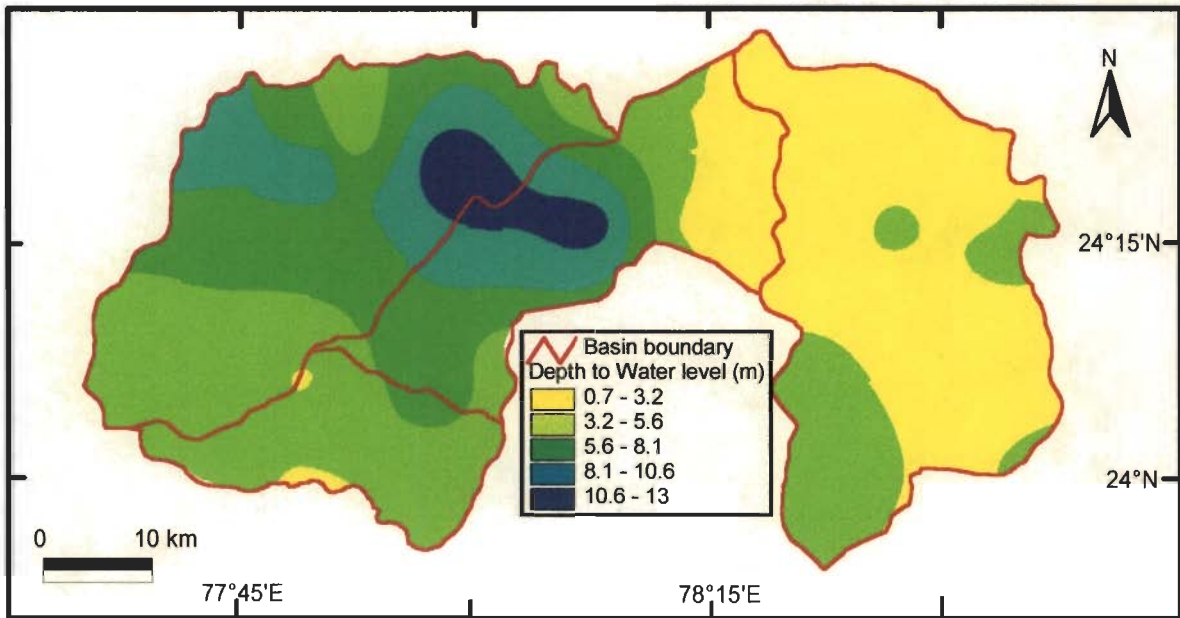 N
24°15'N
Basin boundary
Depth to Water level (m)
0.7 - 3.2
3.2 - 5.6
5.6 - 8.1
8.1 - 10.6
10.6 - 13
24°N
0 10 km
77°45'E 78°15'E